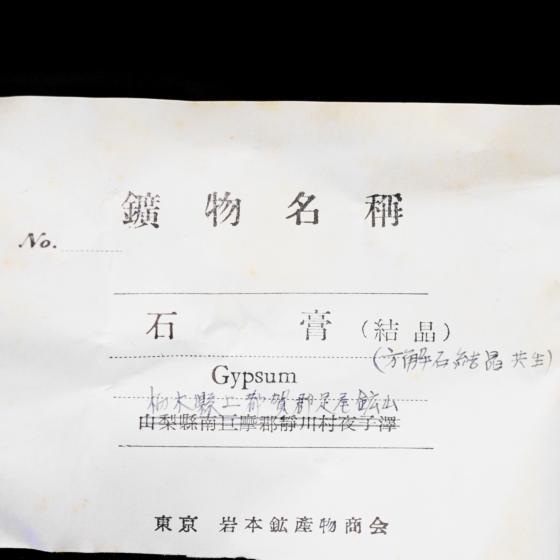 鑛物名稱
No.
石膏(結晶)
(方解石結晶共生)
Gypsum
栃木縣上都賀郡足尾鉱山
山梨縣南巨摩郡靜川村夜子澤
東京 岩本鉱産物商会